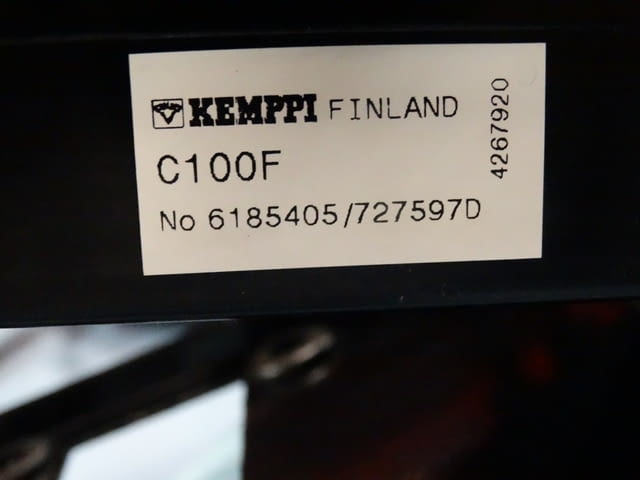 KEMPPI FINLAND
C100F
No 6185405/727597D
4267920